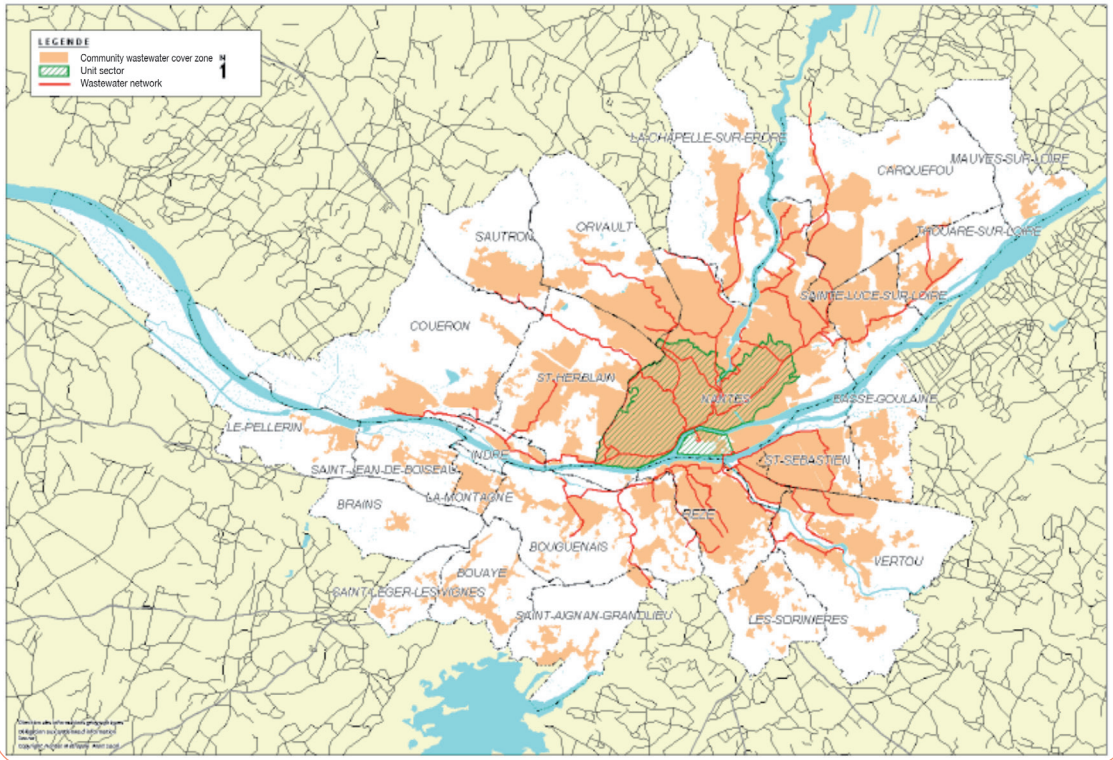 LEGENDE
Community wastewater cover zone
N
1
Unit sector
Wastewater network
LA-CHAPELLE-SUR-ERDRE
MAUVES-SUR-LOIRE
CARQUEFOU
ORVAULT
THOUARE-SUR-LOIRE
SAUTRON
SAINTE-LUCE-SUR-LOIRE
COUERON
ST-HERBLAIN
NANTES
BASSE-GOULAINE
LE-PELLERIN
INDRE
ST-SEBASTIEN
SAINT-JEAN-DE-BOISEAU
LA-MONTAGNE
BRAINS
REZE
BOUGUENAIS
VERTOU
BOUAYE
SAINT-LEGER-LES-VIGNES
SAINT-AIGNAN-GRANDLIEU
LES-SORINIERES